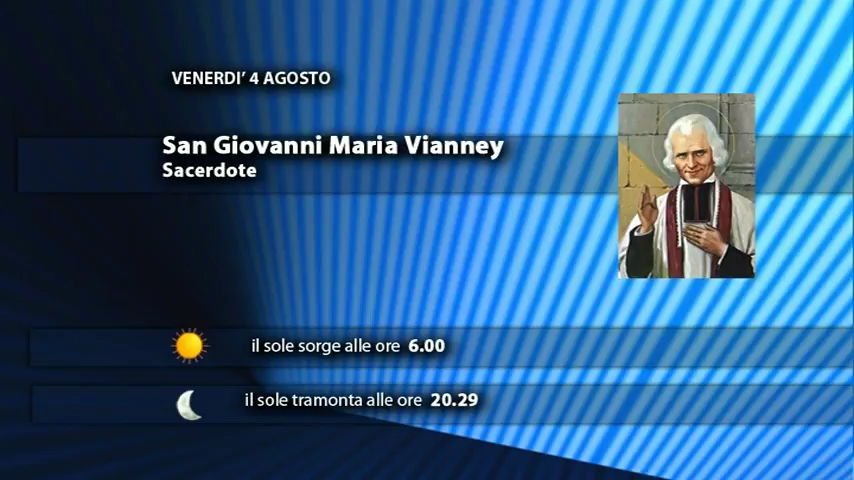 VENERDI’ 4 AGOSTO
San Giovanni Maria Vianney
Sacerdote
il sole sorge alle ore 6.00
il sole tramonta alle ore 20.29